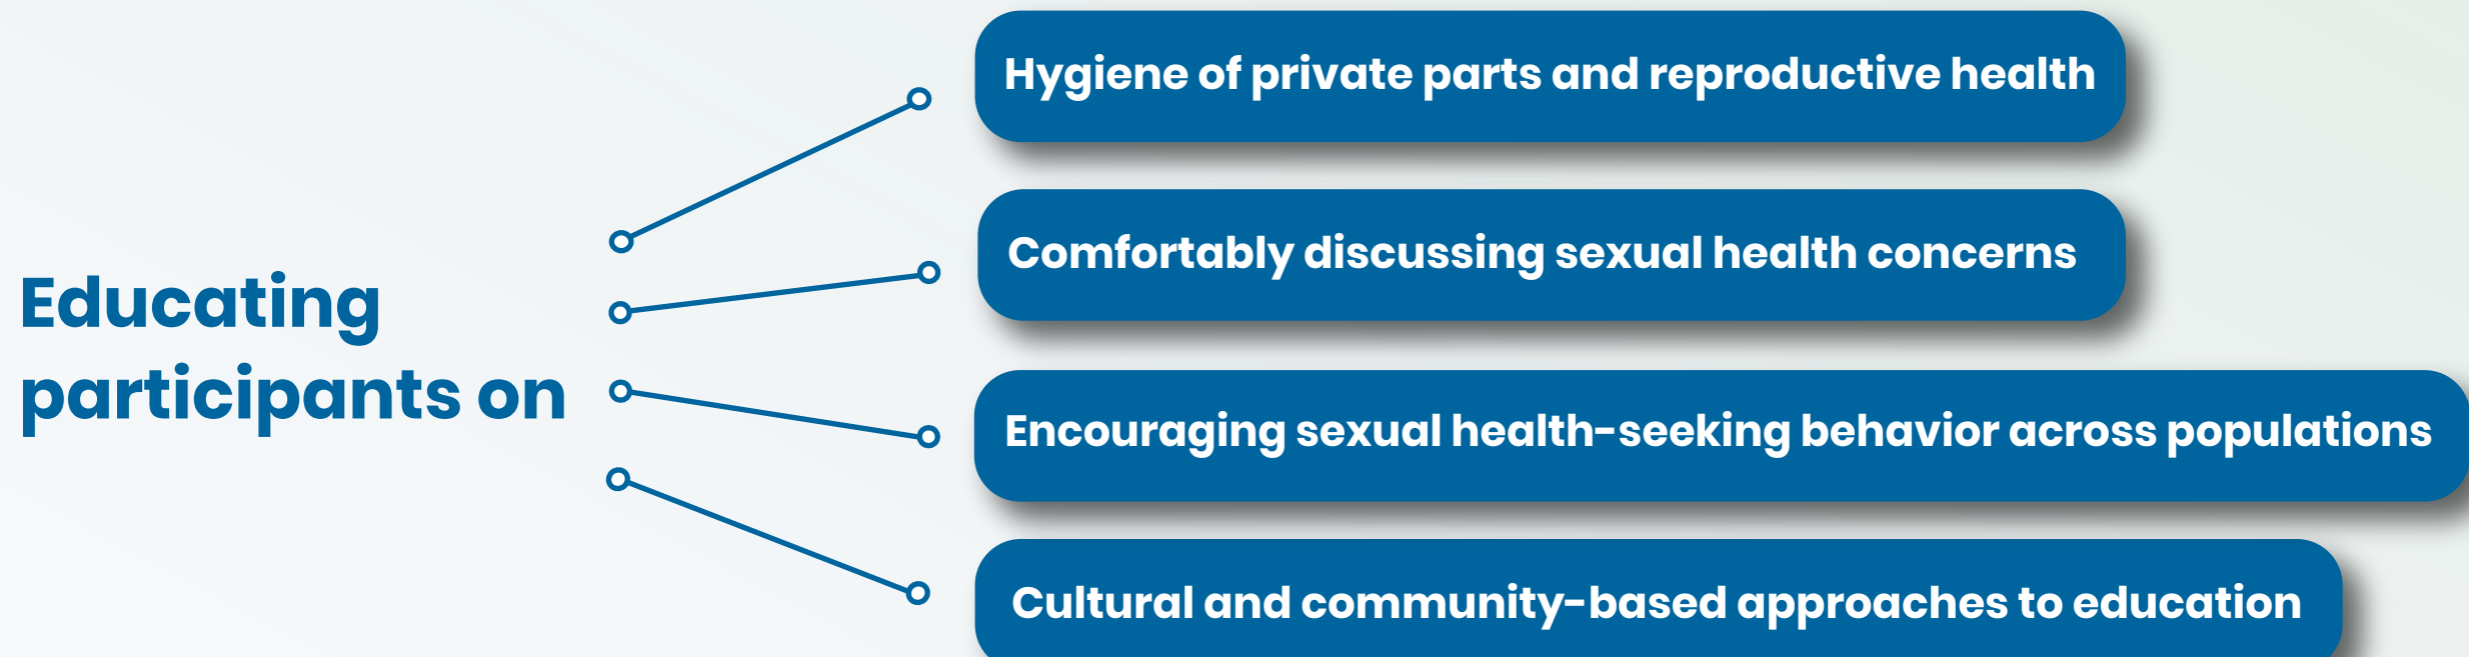 Educating
participants on
Hygiene of private parts and reproductive health
Comfortably discussing sexual health concerns
Encouraging sexual health-seeking behavior across populations
Cultural and community-based approaches to education